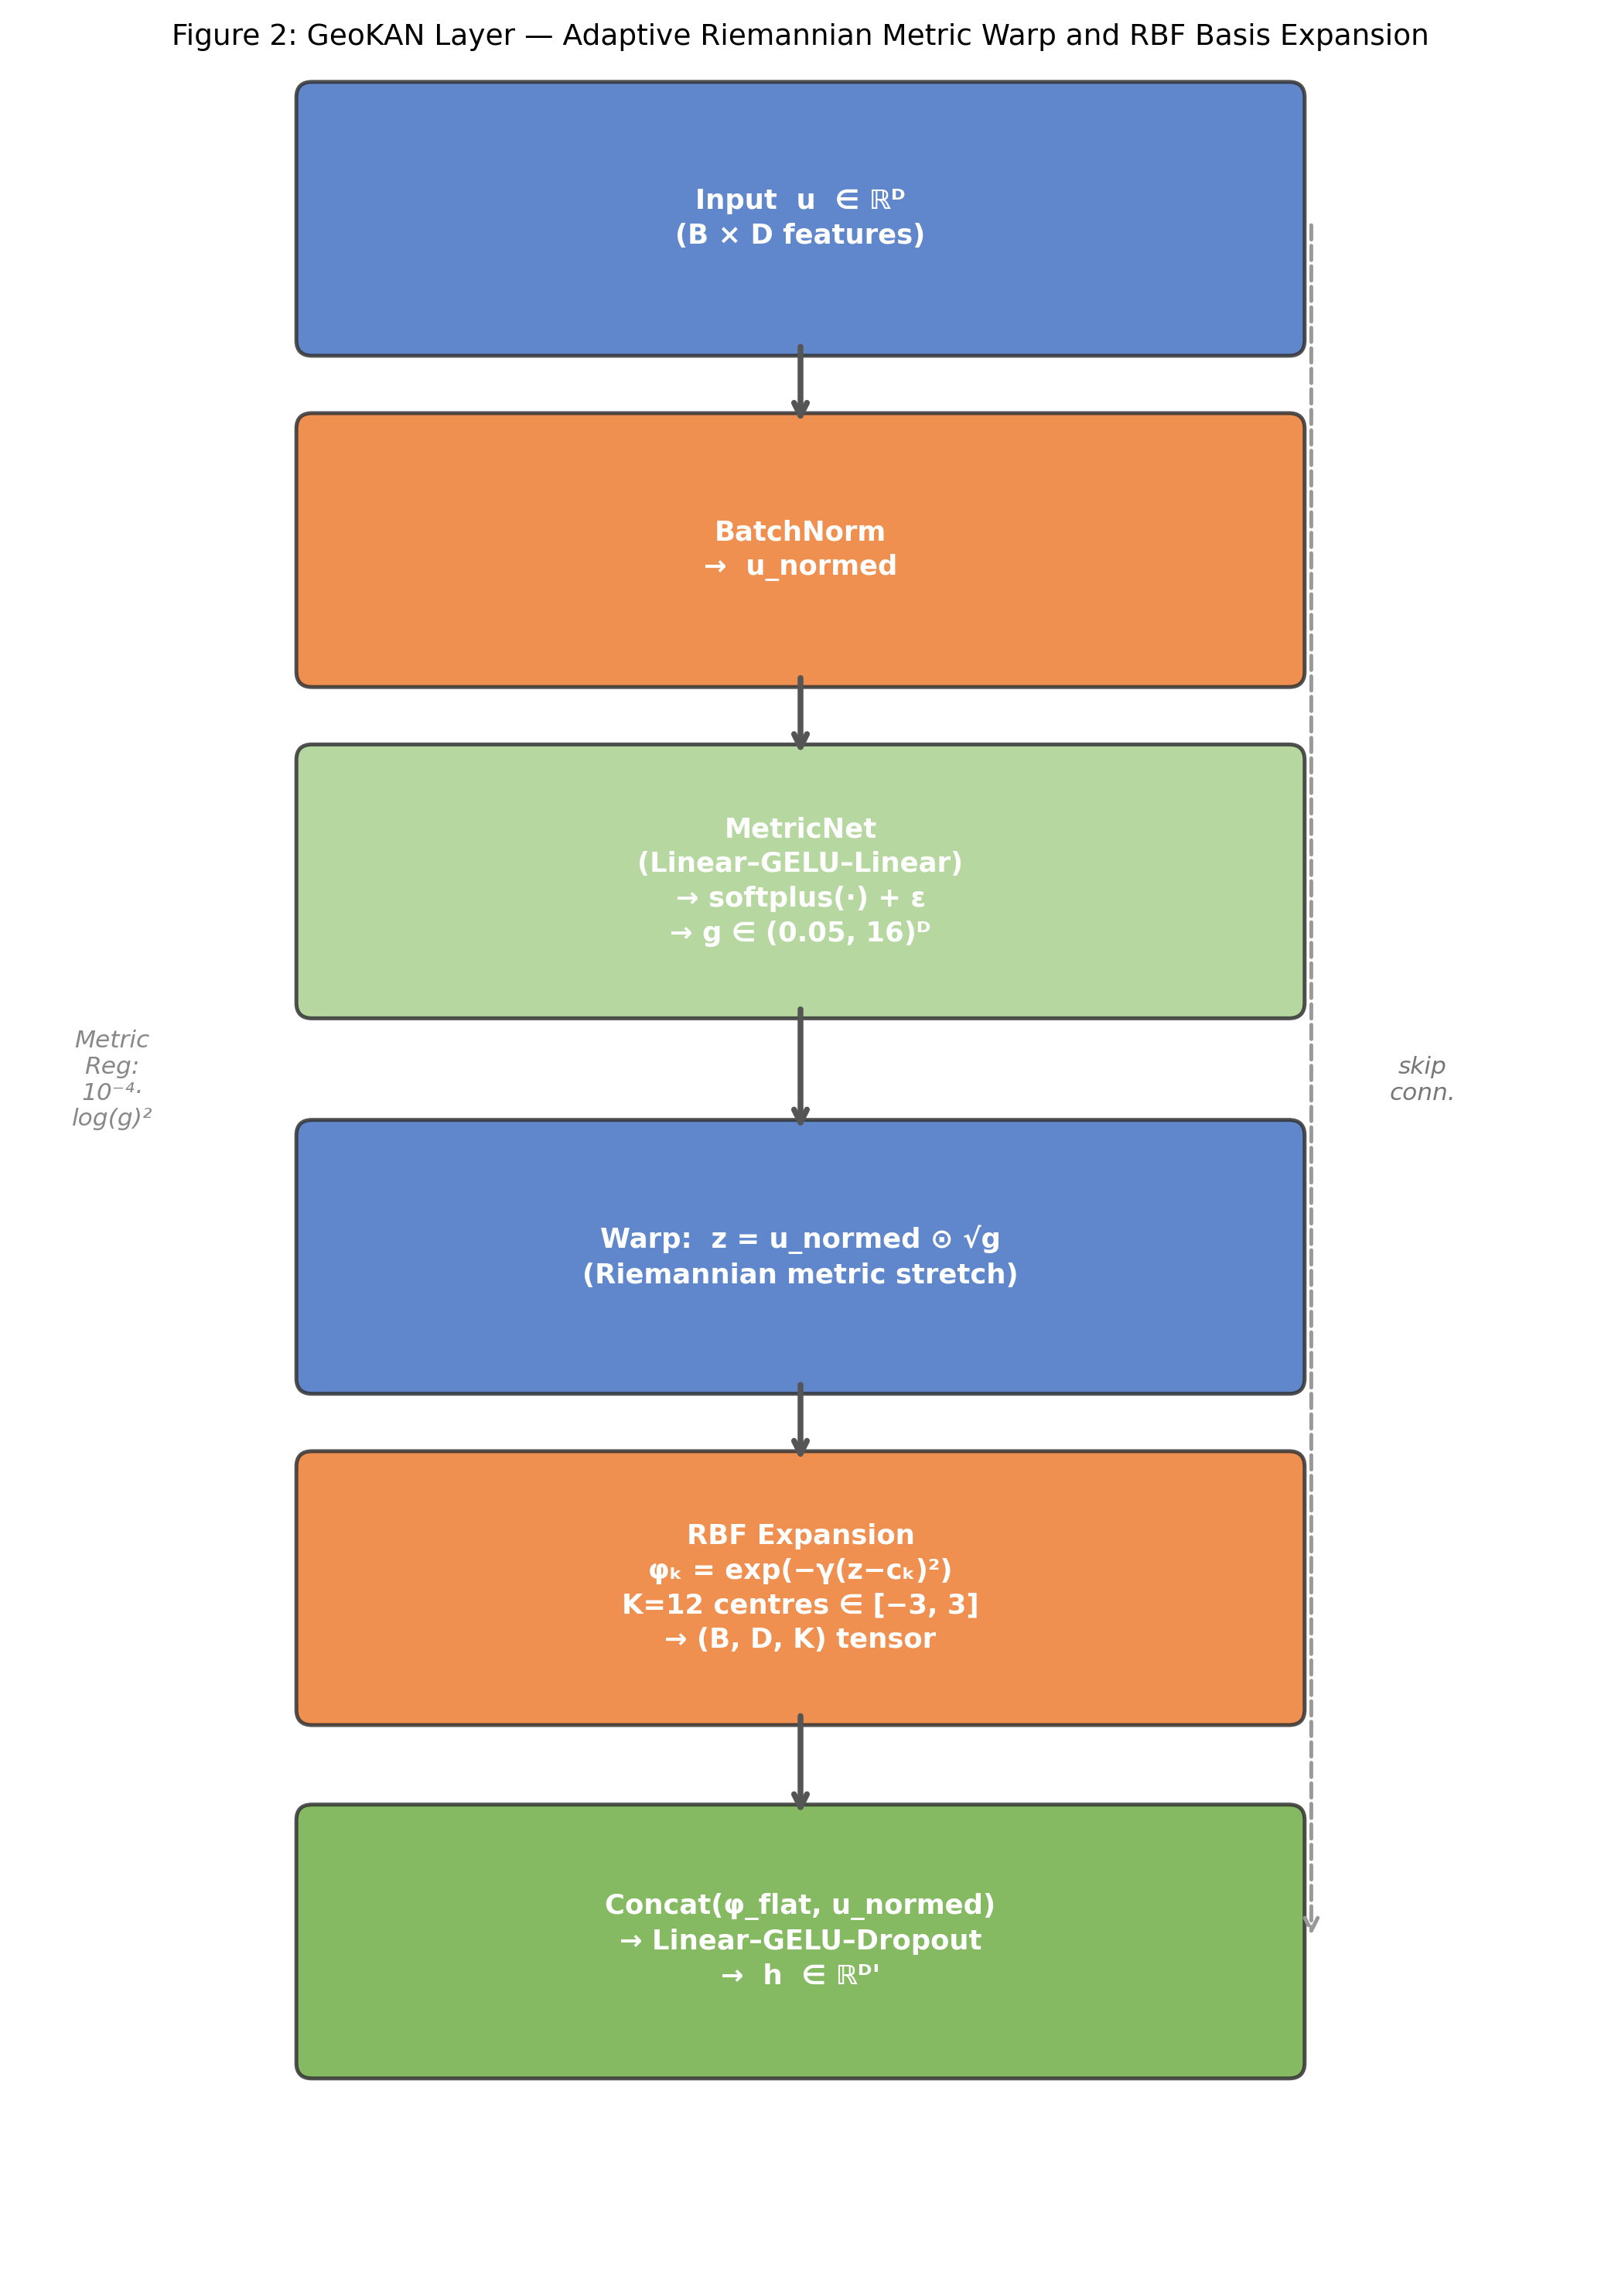 Figure 2: GeoKAN Layer — Adaptive Riemannian Metric Warp and RBF Basis Expansion
Input  u  ∈ ℝᴰ
(B × D features)
BatchNorm
→  u_normed
MetricNet
(Linear–GELU–Linear)
→ softplus(·) + ε
→ g ∈ (0.05, 16)ᴰ
Metric
Reg:
10⁻⁴·
log(g)²
skip
conn.
Warp:  z = u_normed ⊙ √g
(Riemannian metric stretch)
RBF Expansion
φₖ = exp(−γ(z−cₖ)²)
K=12 centres ∈ [−3, 3]
→ (B, D, K) tensor
Concat(φ_flat, u_normed)
→ Linear–GELU–Dropout
→  h  ∈ ℝᴰ'